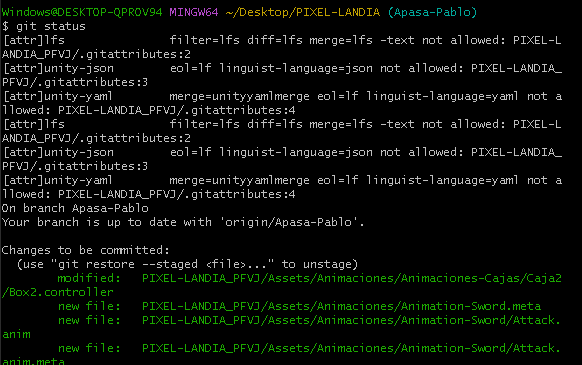 Windows@DESKTOP-QPROV94 MINGW64 ~/Desktop/PIXEL-LANDIA (Apasa-Pablo)
$ git status
[attr]lfs filter=lfs diff=lfs merge=lfs -text not allowed: PIXEL-L
ANDIA_PFVJ/.gitattributes:2
[attr]unity-json eol=lf linguist-language=json not allowed: PIXEL-LANDIA_
PFVJ/.gitattributes:3
[attr]unity-yaml merge=unityyamlmerge eol=lf linguist-language=yaml not a
llowed: PIXEL-LANDIA_PFVJ/.gitattributes:4
[attr]lfs filter=lfs diff=lfs merge=lfs -text not allowed: PIXEL-L
ANDIA_PFVJ/.gitattributes:2
[attr]unity-json eol=lf linguist-language=json not allowed: PIXEL-LANDIA_
PFVJ/.gitattributes:3
[attr]unity-yaml merge=unityyamlmerge eol=lf linguist-language=yaml not a
llowed: PIXEL-LANDIA_PFVJ/.gitattributes:4
On branch Apasa-Pablo
Your branch is up to date with 'origin/Apasa-Pablo'.
Changes to be committed:
(use "git restore --staged <file>..." to unstage)
modified: PIXEL-LANDIA_PFVJ/Assets/Animaciones/Animaciones-Cajas/Caja2
/Box2.controller
new file: PIXEL-LANDIA_PFVJ/Assets/Animaciones/Animation-Sword.meta
new file: PIXEL-LANDIA_PFVJ/Assets/Animaciones/Animation-Sword/Attack.
anim
new file: PIXEL-LANDIA_PFVJ/Assets/Animaciones/Animation-Sword/Attack.
anim.meta